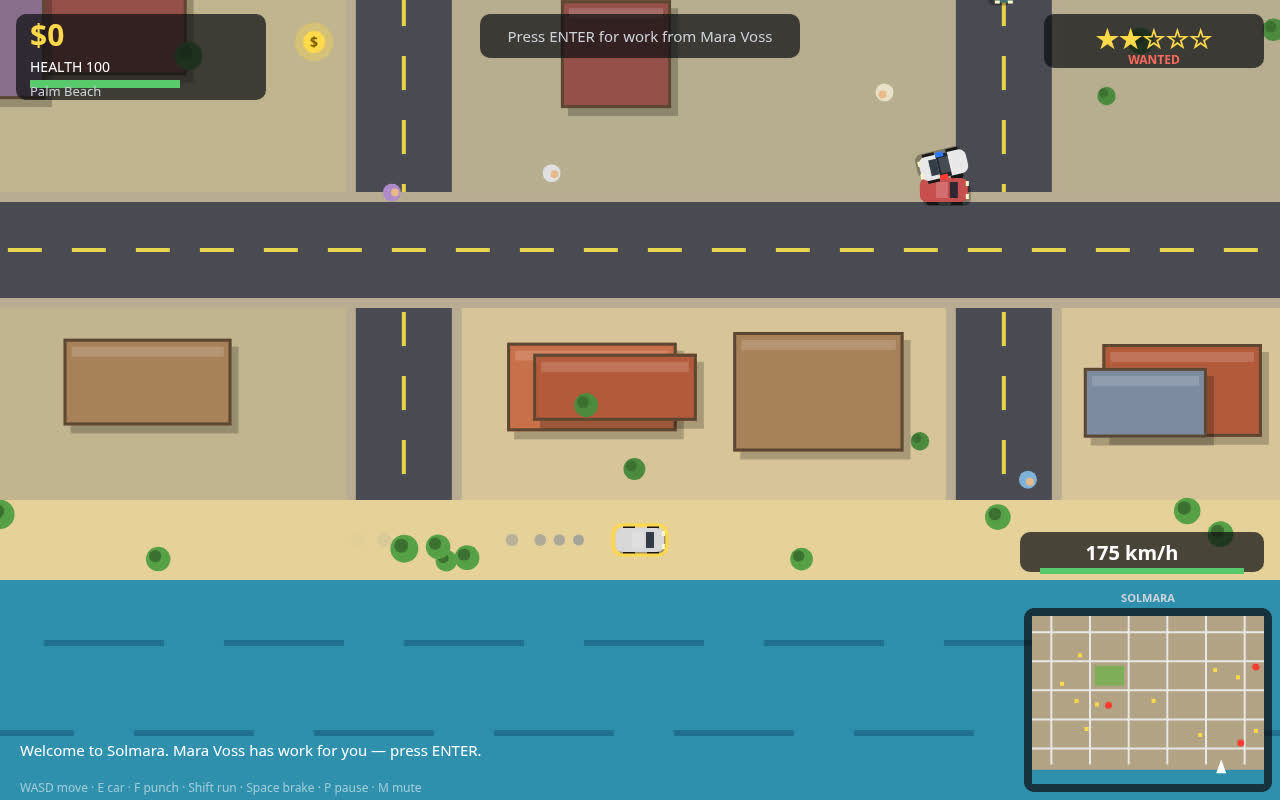 $0
HEALTH 100
Palm Beach
$
Press ENTER for work from Mara Voss
★★☆☆☆
WANTED
175 km/h
SOLMARA
Welcome to Solmara. Mara Voss has work for you — press ENTER.
WASD move · E car · F punch · Shift run · Space brake · P pause · M mute